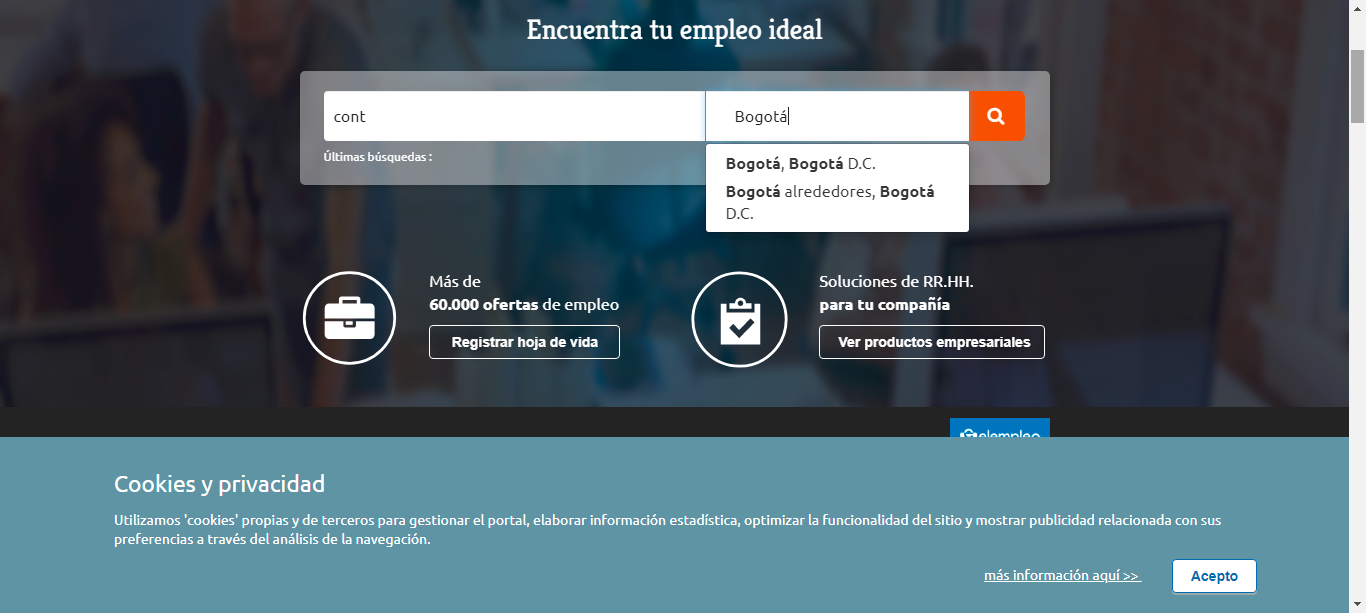 Encuentra tu empleo ideal
cont
Bogotá
Últimas búsquedas :
Bogotá, Bogotá D.C.
Bogotá alrededores, Bogotá
D.C.
Más de
60.000 ofertas de empleo
Registrar hoja de vida
Soluciones de RR.HH.
para tu compañía
Ver productos empresariales
elempleo
Cookies y privacidad
Utilizamos 'cookies' propias y de terceros para gestionar el portal, elaborar información estadística, optimizar la funcionalidad del sitio y mostrar publicidad relacionada con sus
preferencias a través del análisis de la navegación.
más información aquí >>
Acepto